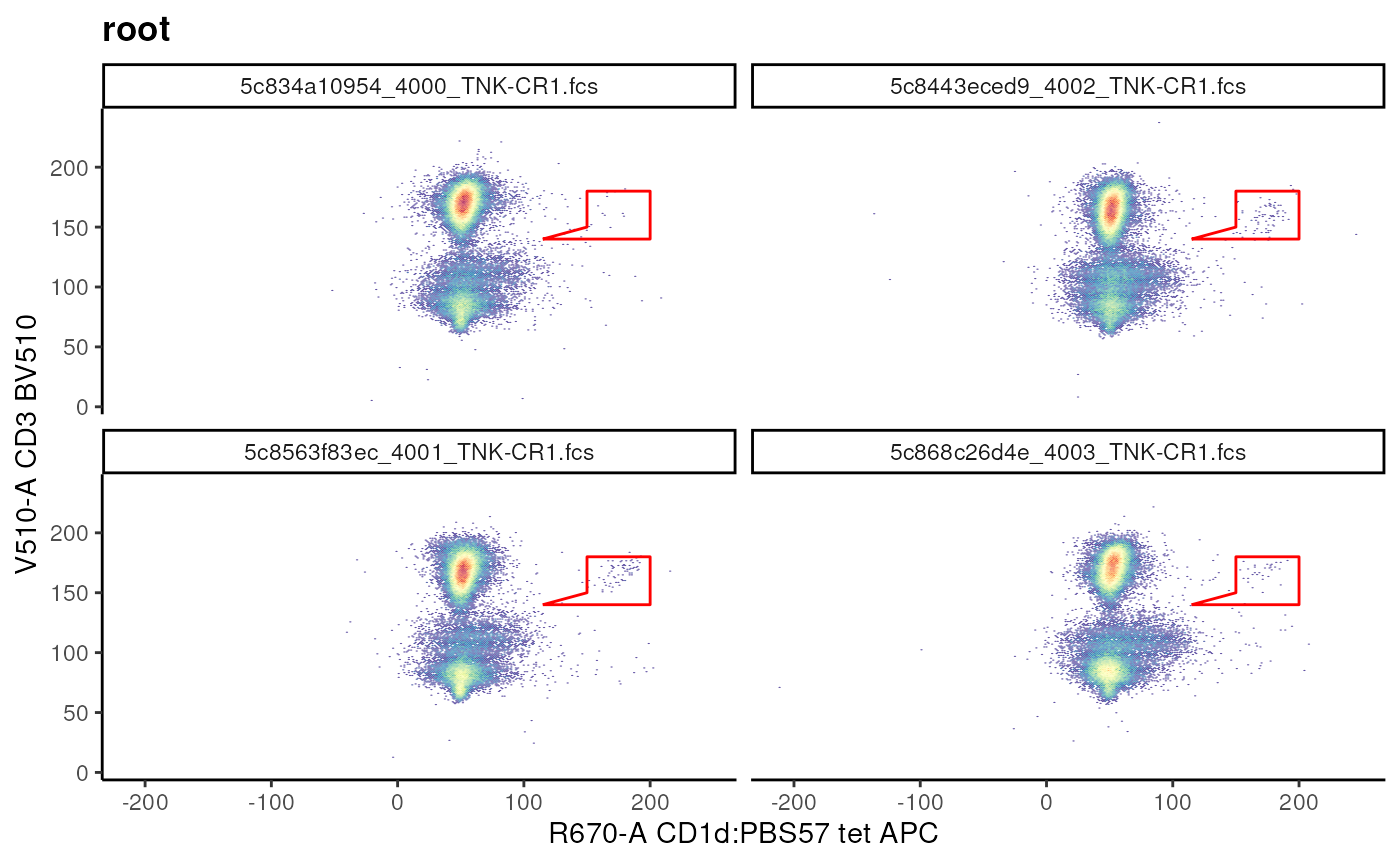 root
5c834a10954_4000_TNK-CR1.fcs
5c8443eced9_4002_TNK-CR1.fcs
200
150
100
50
0
V510-A CD3 BV510
5c8563f83ec_4001_TNK-CR1.fcs
5c868c26d4e_4003_TNK-CR1.fcs
200
150
100
50
0
-200 -100 0 100 200
-200 -100 0 100 200
R670-A CD1d:PBS57 tet APC